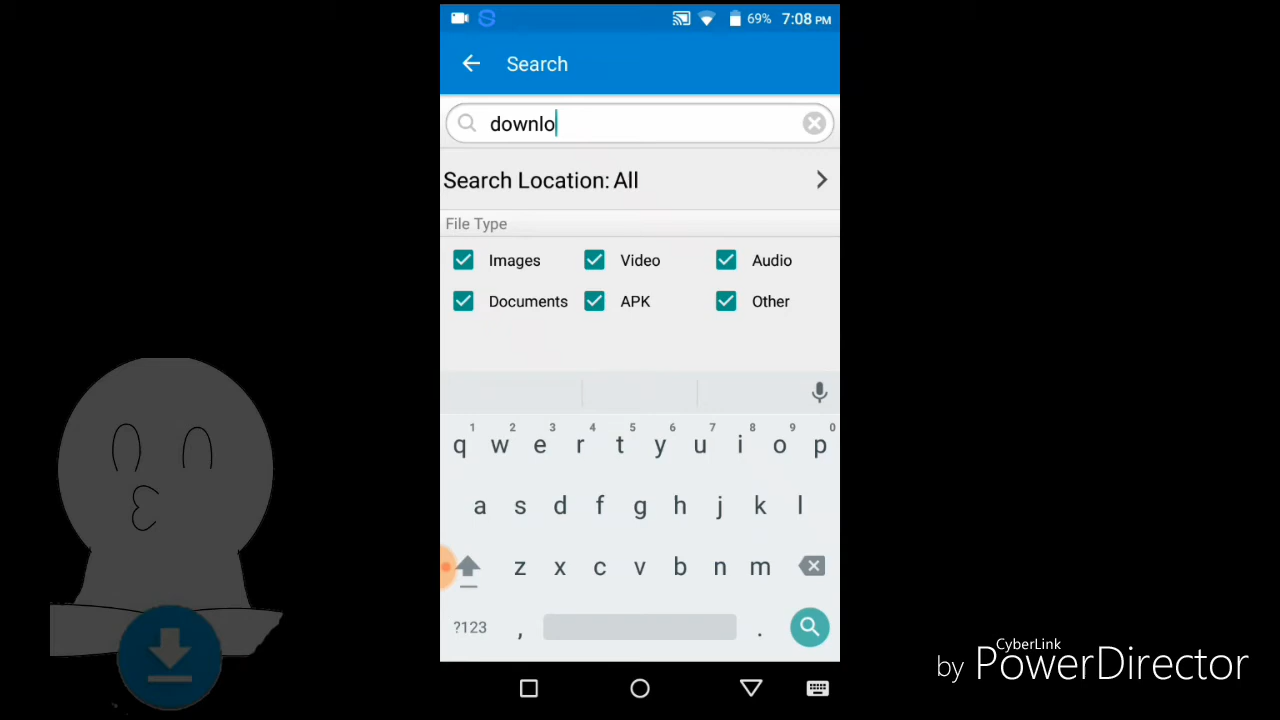 69% 7:08 PM
Search
downlo
Search Location: All
File Type
Images Video Audio
Documents APK Other
1 2 3 4 5 6 7 8 9 0
q w e r t y u i o p
a s d f g h j k l
z x c v b n m
?123 , .
CyberLink
by PowerDirector